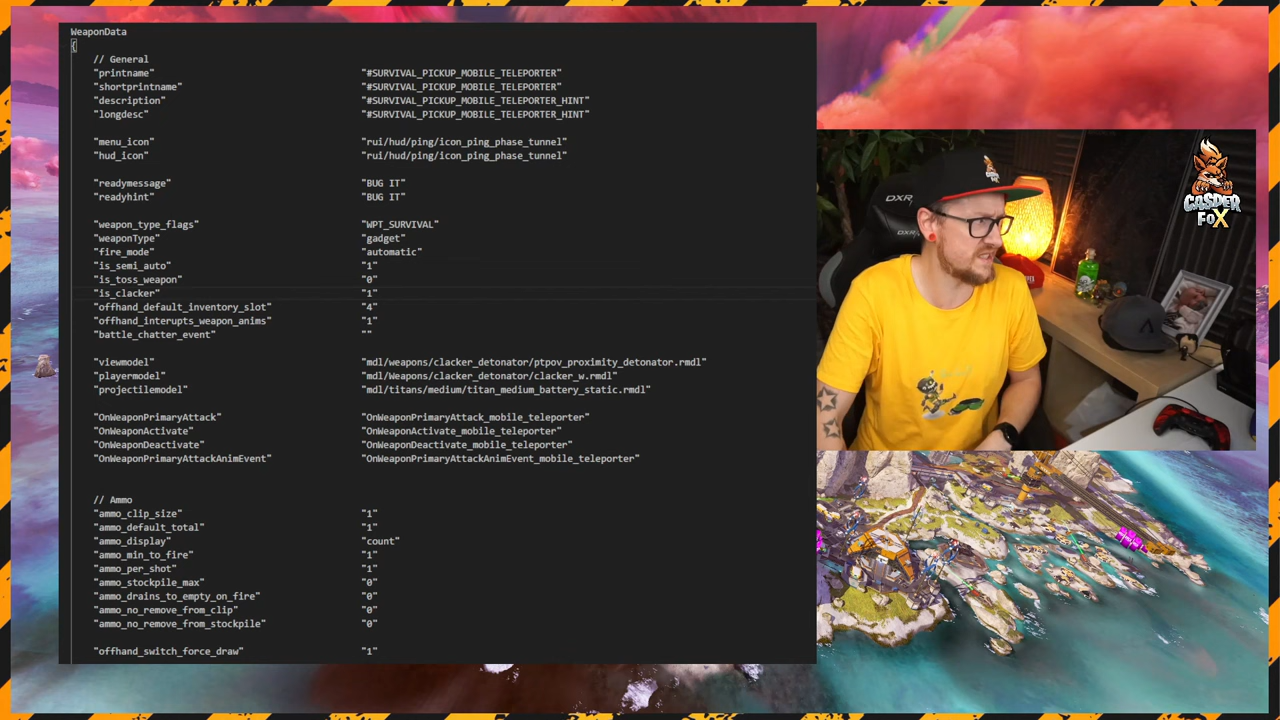 WeaponData
{
// General
"printname" "#SURVIVAL_PICKUP_MOBILE_TELEPORTER"
"shortprintname" "#SURVIVAL_PICKUP_MOBILE_TELEPORTER"
"description" "#SURVIVAL_PICKUP_MOBILE_TELEPORTER_HINT"
"longdesc" "#SURVIVAL_PICKUP_MOBILE_TELEPORTER_HINT"
"menu_icon" "rui/hud/ping/icon_ping_phase_tunnel"
"hud_icon" "rui/hud/ping/icon_ping_phase_tunnel"
"readymessage" "BUG IT"
"readyhint" "BUG IT"
"weapon_type_flags" "WPT_SURVIVAL"
"weaponType" "gadget"
"fire_mode" "automatic"
"is_semi_auto" "1"
"is_toss_weapon" "0"
"is_clacker" "1"
"offhand_default_inventory_slot" "4"
"offhand_interupts_weapon_anims" "1"
"battle_chatter_event" ""
"viewmodel" "mdl/weapons/clacker_detonator/ptpov_proximity_detonator.rmdl"
"playermodel" "mdl/Weapons/clacker_detonator/clacker_w.rmdl"
"projectilemodel" "mdl/titans/medium/titan_medium_battery_static.rmdl"
"OnWeaponPrimaryAttack" "OnWeaponPrimaryAttack_mobile_teleporter"
"OnWeaponActivate" "OnWeaponActivate_mobile_teleporter"
"OnWeaponDeactivate" "OnWeaponDeactivate_mobile_teleporter"
"OnWeaponPrimaryAttackAnimEvent" "OnWeaponPrimaryAttackAnimEvent_mobile_teleporter"
// Ammo
"ammo_clip_size" "1"
"ammo_default_total" "1"
"ammo_display" "count"
"ammo_min_to_fire" "1"
"ammo_per_shot" "1"
"ammo_stockpile_max" "0"
"ammo_drains_to_empty_on_fire" "0"
"ammo_no_remove_from_clip" "0"
"ammo_no_remove_from_stockpile" "0"
"offhand_switch_force_draw" "1"
DXR
CASPER
FOX